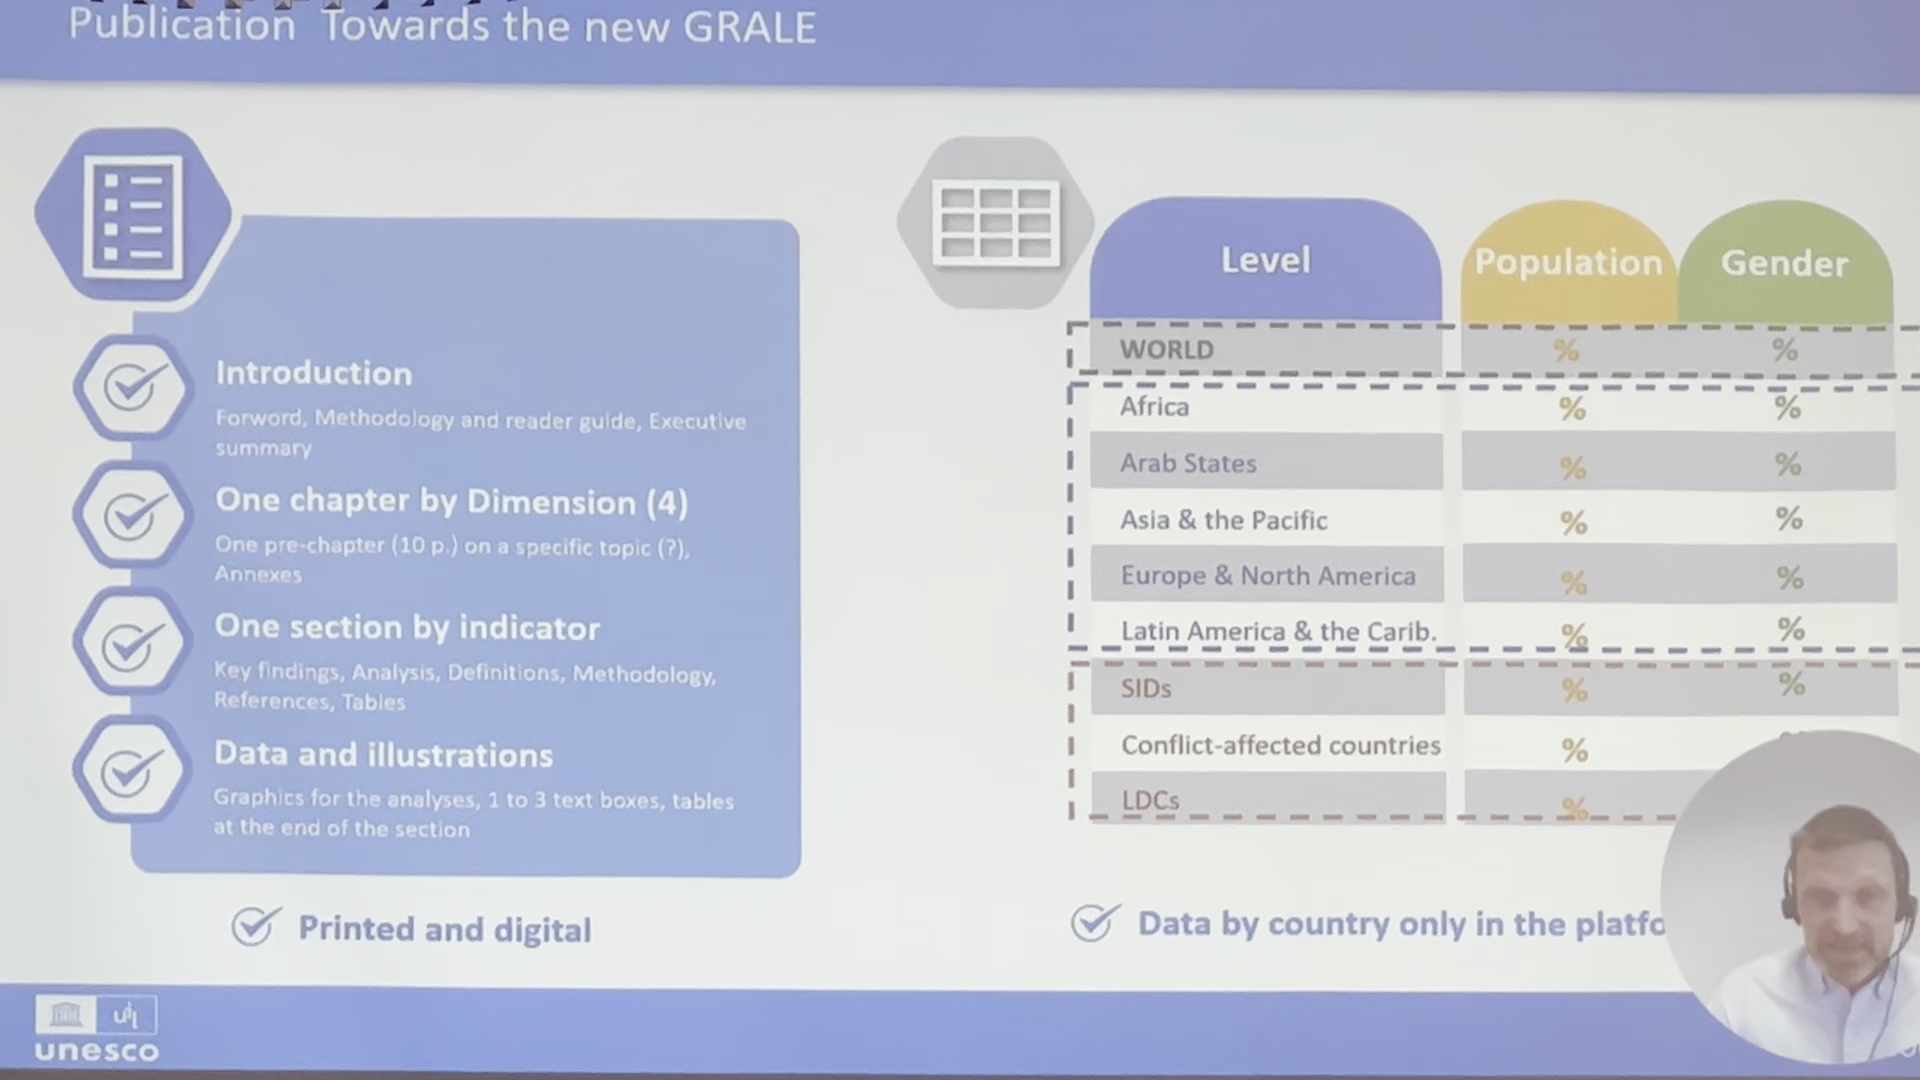 Publication Towards the new GRALE
Introduction
Forword, Methodology and reader guide, Executive
summary
One chapter by Dimension (4)
One pre-chapter (10 p.) on a specific topic (?),
Annexes
One section by indicator
Key findings, Analysis, Definitions, Methodology,
References, Tables
Data and illustrations
Graphics for the analyses, 1 to 3 text boxes, tables
at the end of the section
Printed and digital
Level Population Gender
WORLD % %
Africa % %
Arab States % %
Asia & the Pacific % %
Europe & North America % %
Latin America & the Carib. % %
SIDs % %
Conflict-affected countries %
LDCs %
Data by country only in the
uil
unesco